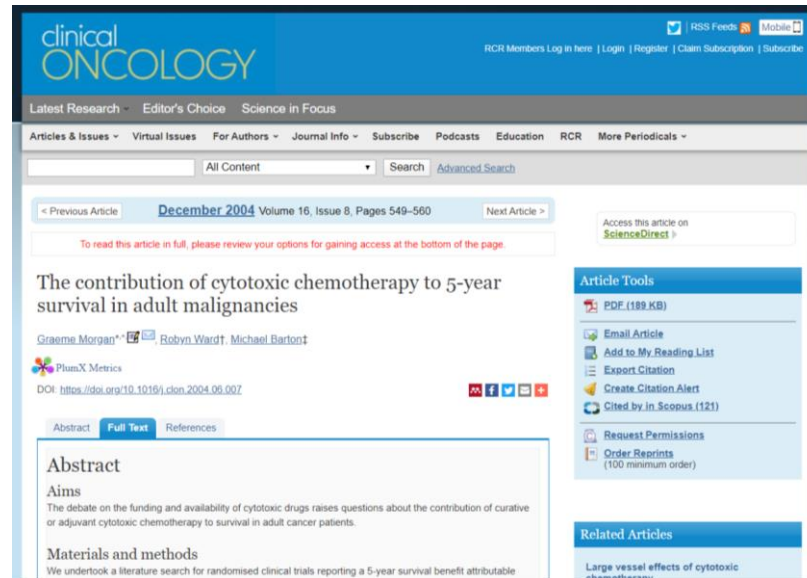 clinical
ONCOLOGY
RSS Feeds
Mobile
RCR Members Log in here | Login | Register | Claim Subscription | Subscribe
Latest Research
Editor's Choice
Science in Focus
Articles & Issues
Virtual Issues
For Authors
Journal Info
Subscribe
Podcasts
Education
RCR
More Periodicals
All Content
Search
Advanced Search
< Previous Article
December 2004 Volume 16, Issue 8, Pages 549–560
Next Article >
To read this article in full, please review your options for gaining access at the bottom of the page.
The contribution of cytotoxic chemotherapy to 5-year
survival in adult malignancies
Graeme Morgan*,^, Robyn Ward†, Michael Barton‡
PlumX Metrics
DOI: https://doi.org/10.1016/j.clon.2004.06.007
Abstract
Full Text
References
Abstract
Aims
The debate on the funding and availability of cytotoxic drugs raises questions about the contribution of curative
or adjuvant cytotoxic chemotherapy to survival in adult cancer patients.
Materials and methods
We undertook a literature search for randomised clinical trials reporting a 5-year survival benefit attributable
Access this article on
ScienceDirect
Article Tools
PDF (189 KB)
Email Article
Add to My Reading List
Export Citation
Create Citation Alert
Cited by in Scopus (121)
Request Permissions
Order Reprints
(100 minimum order)
Related Articles
Large vessel effects of cytotoxic
chemotherapy